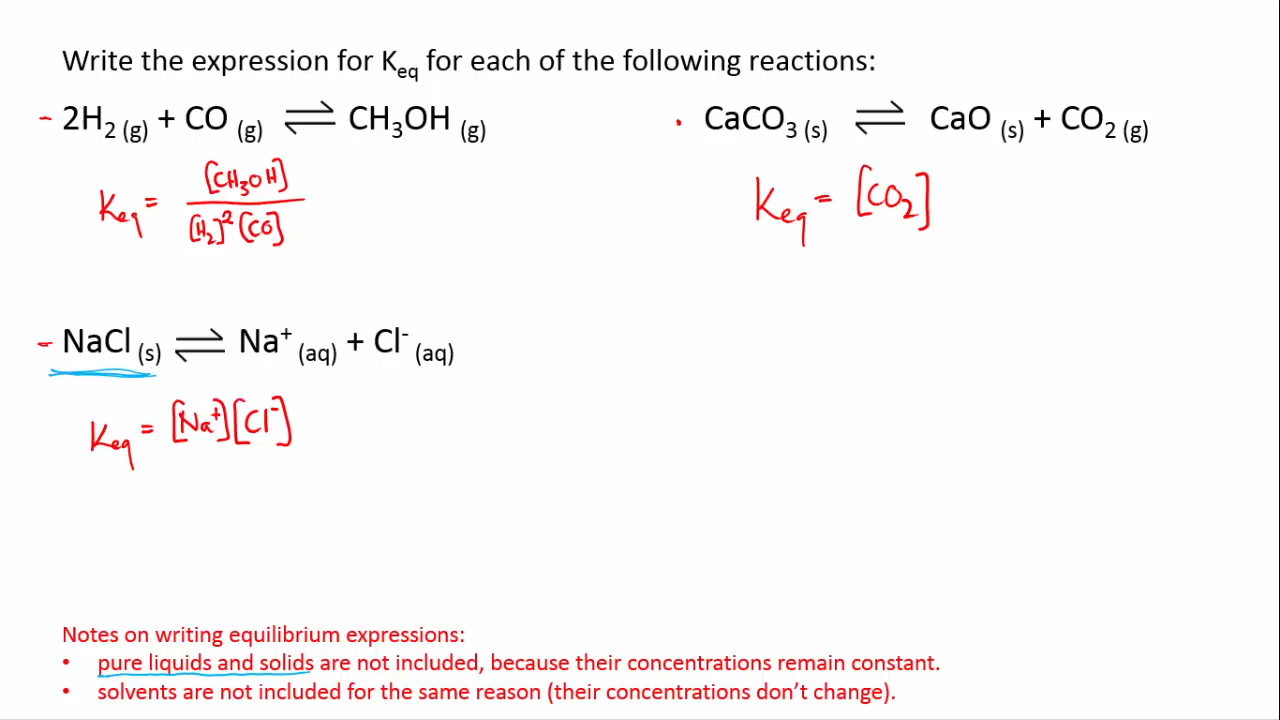 Write the expression for Keq for each of the following reactions:
- 2H2 (g) + CO (g) ⇌ CH3OH (g)
Keq = [CH3OH] / [H2]² [CO]
· CaCO3 (s) ⇌ CaO (s) + CO2 (g)
Keq = [CO2]
- NaCl (s) ⇌ Na⁺ (aq) + Cl⁻ (aq)
Keq = [Na⁺][Cl⁻]
Notes on writing equilibrium expressions:
• pure liquids and solids are not included, because their concentrations remain constant.
• solvents are not included for the same reason (their concentrations don't change).